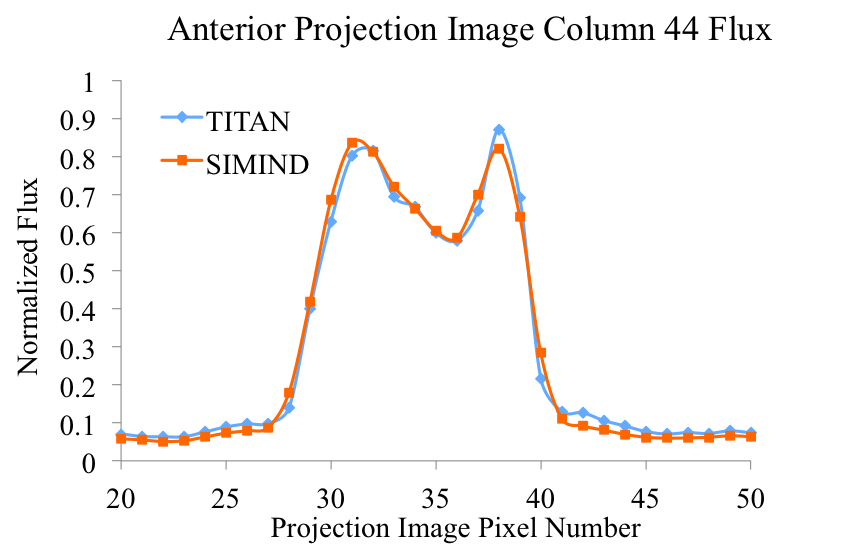 Anterior Projection Image Column 44 Flux
1
0.9
0.8
0.7
0.6
0.5
0.4
0.3
0.2
0.1
0
Normalized Flux
TITAN
SIMIND
20 25 30 35 40 45 50
Projection Image Pixel Number